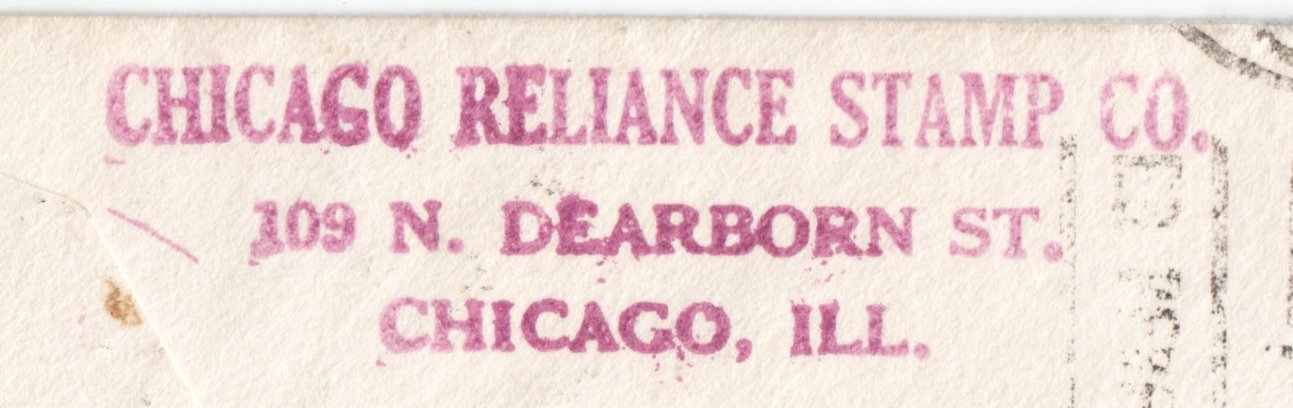 CHICAGO RELIANCE STAMP CO.
109 N. DEARBORN ST.
CHICAGO, ILL.